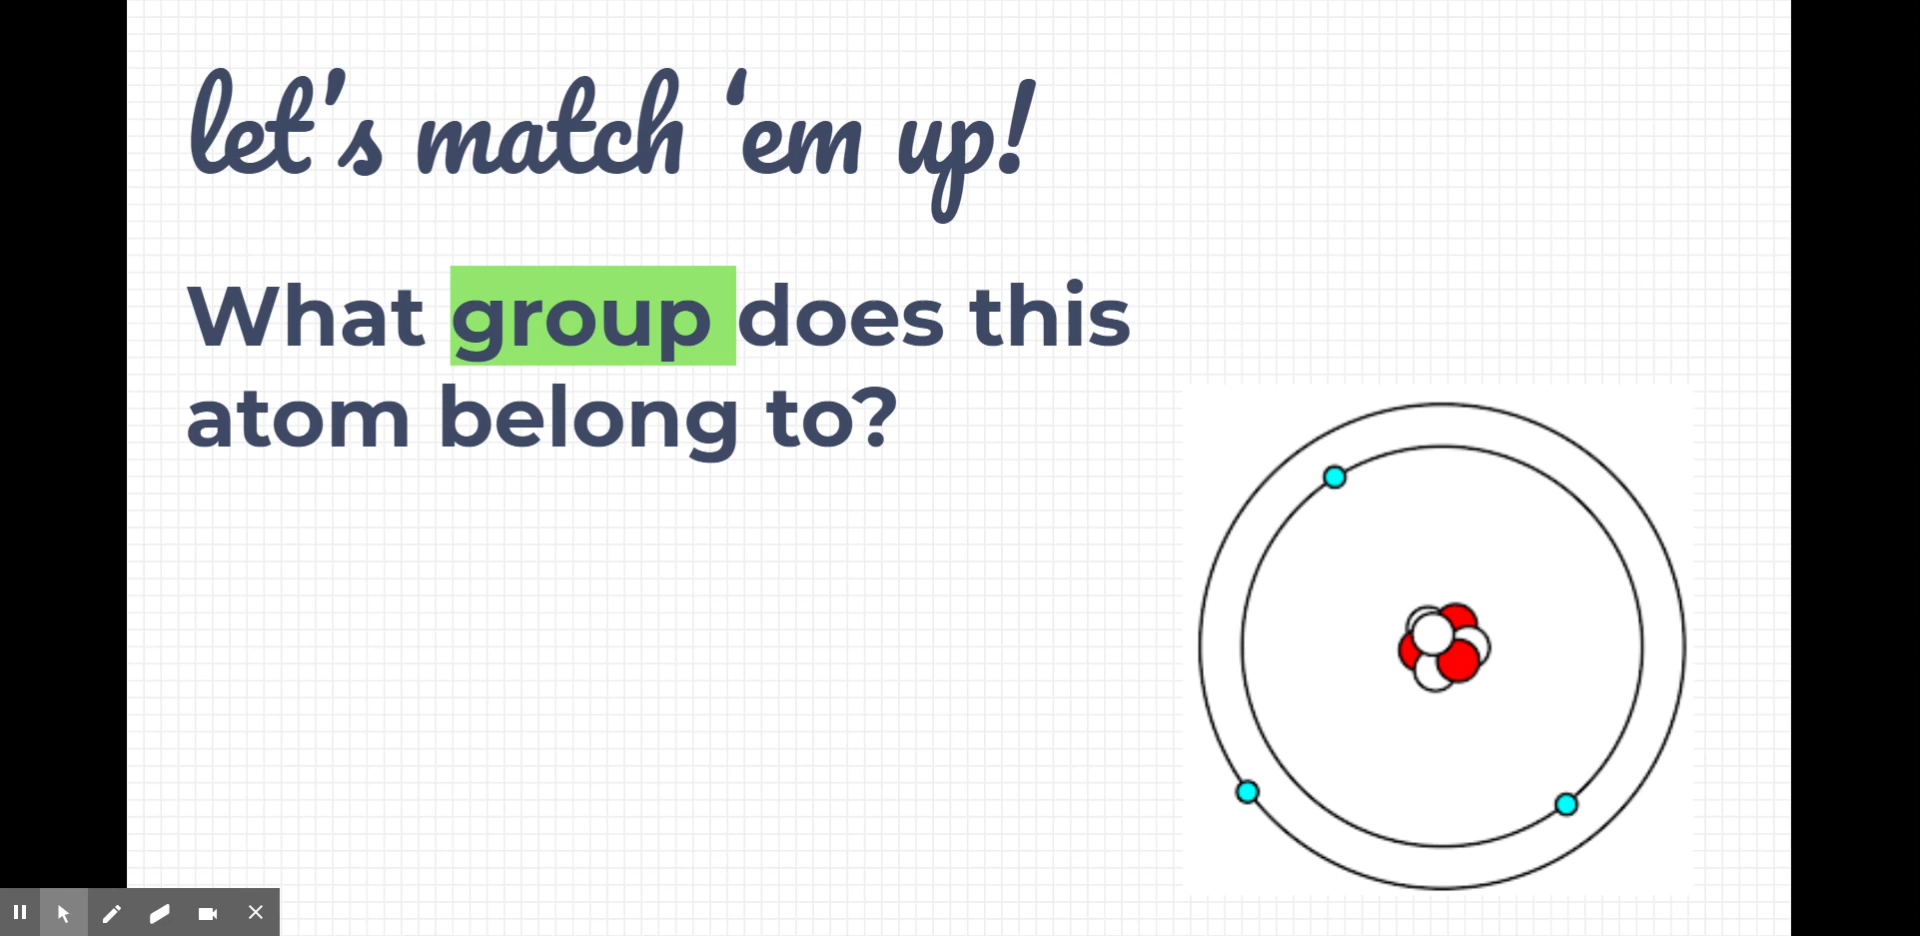 let's match ‘em up!
What group does this
atom belong to?